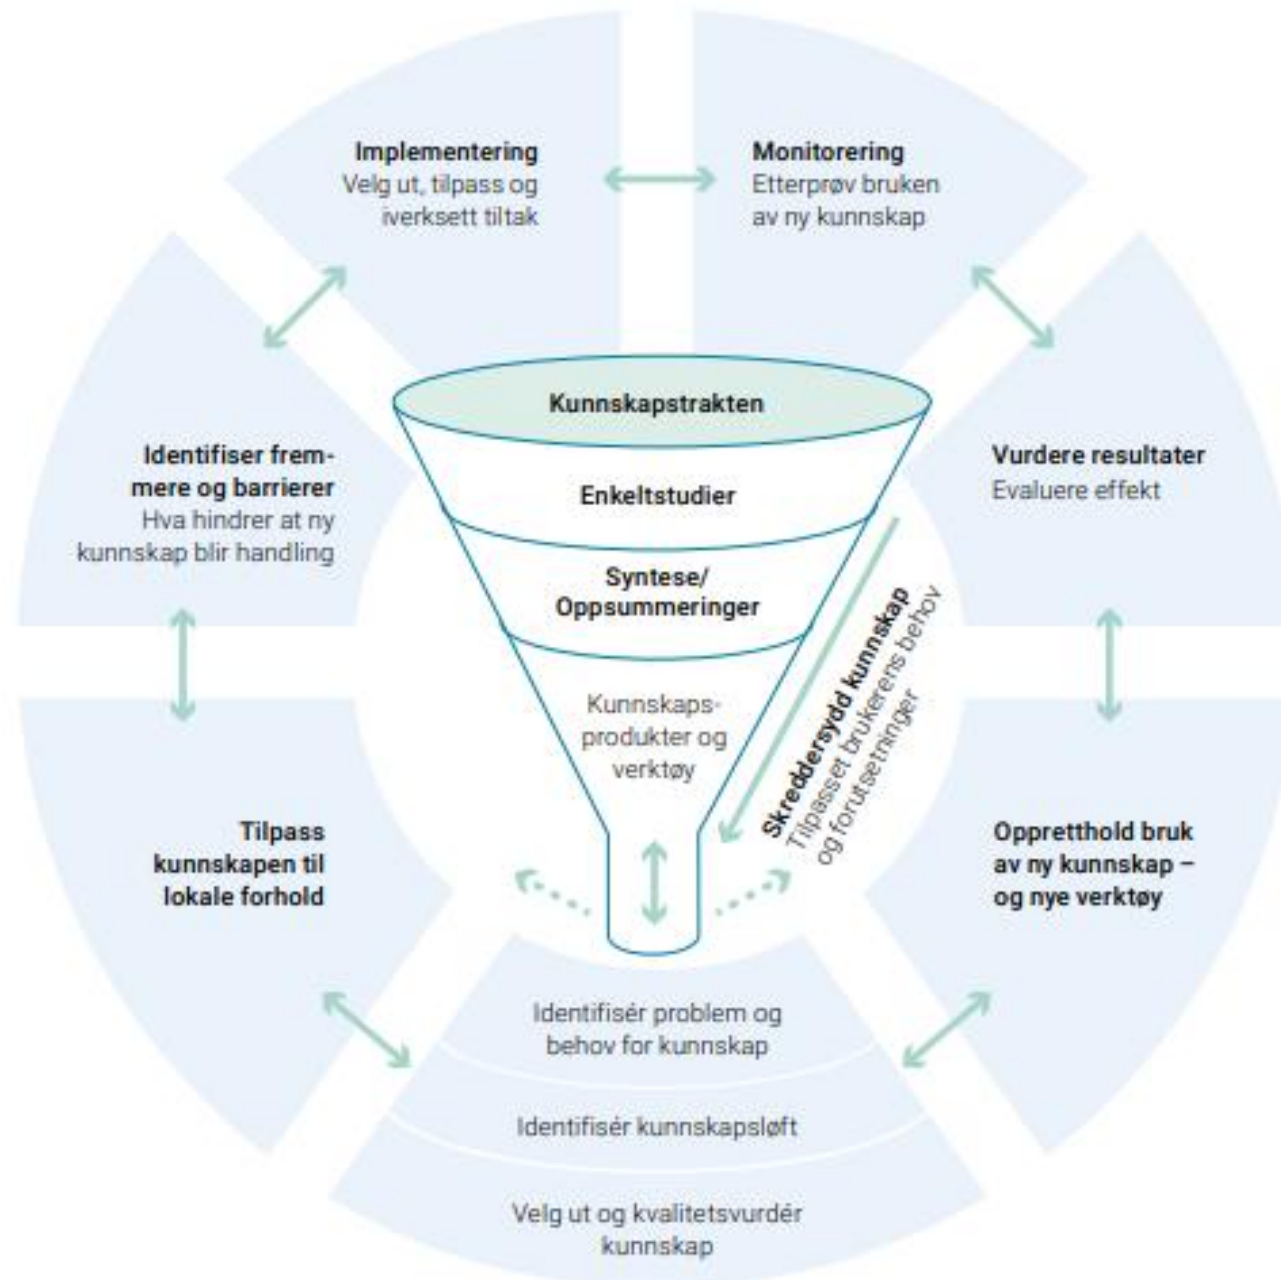 Implementering
Velg ut, tilpass og
iverksett tiltak
Monitorering
Etterprøv bruken
av ny kunnskap
Identifiser frem-
mere og barrierer
Hva hindrer at ny
kunnskap blir handling
Kunnskapstrakten
Enkeltstudier
Syntese/
Oppsummeringer
Kunnskaps-
produkter og
verktøy
Skreddersydd kunnskap
Tilpasset brukerens behov
og forutsetninger
Vurdere resultater
Evaluere effekt
Tilpass
kunnskapen til
lokale forhold
Oppretthold bruk
av ny kunnskap –
og nye verktøy
Identifisér problem og
behov for kunnskap
Identifisér kunnskapsløft
Velg ut og kvalitetsvurdér
kunnskap